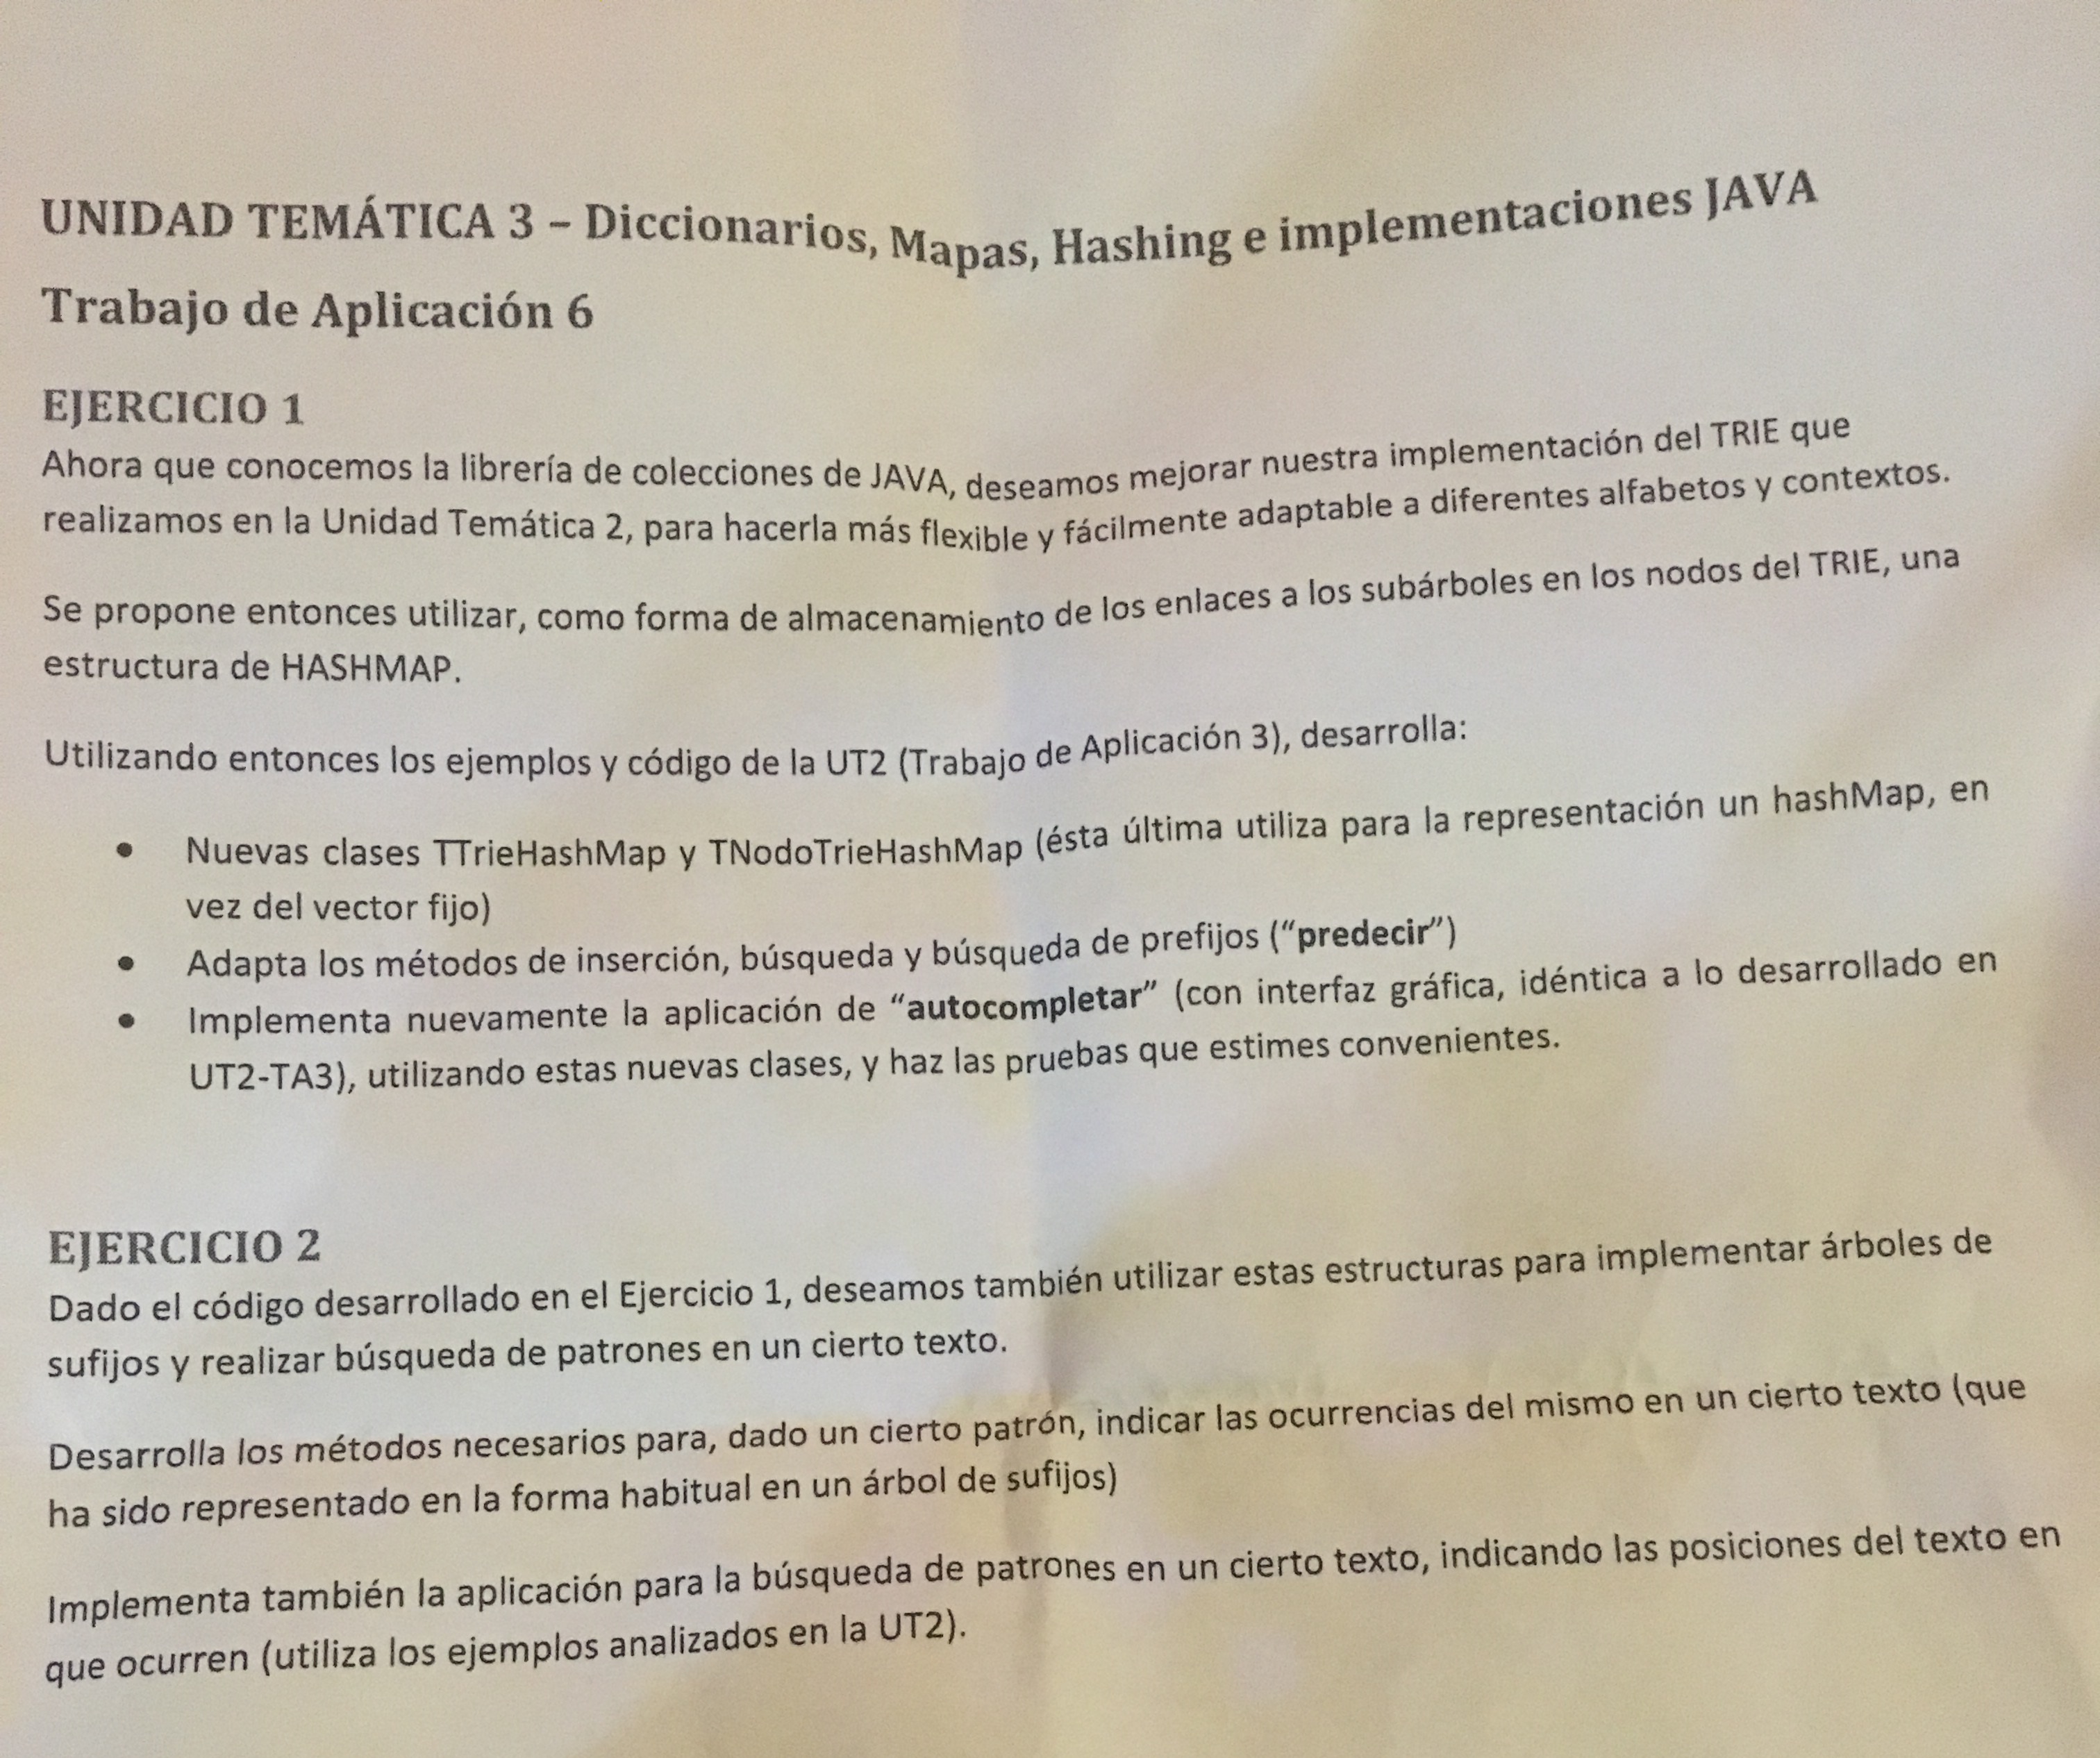 UNIDAD TEMÁTICA 3 – Diccionarios, Mapas, Hashing e implementaciones JAVA
Trabajo de Aplicación 6
EJERCICIO 1
Ahora que conocemos la librería de colecciones de JAVA, deseamos mejorar nuestra implementación del TRIE que
realizamos en la Unidad Temática 2, para hacerla más flexible y fácilmente adaptable a diferentes alfabetos y contextos.
Se propone entonces utilizar, como forma de almacenamiento de los enlaces a los subárboles en los nodos del TRIE, una
estructura de HASHMAP.
Utilizando entonces los ejemplos y código de la UT2 (Trabajo de Aplicación 3), desarrolla:
• Nuevas clases TTrieHashMap y TNodoTrieHashMap (ésta última utiliza para la representación un hashMap, en
vez del vector fijo)
• Adapta los métodos de inserción, búsqueda y búsqueda de prefijos (“predecir”)
• Implementa nuevamente la aplicación de “autocompletar” (con interfaz gráfica, idéntica a lo desarrollado en
UT2-TA3), utilizando estas nuevas clases, y haz las pruebas que estimes convenientes.
EJERCICIO 2
Dado el código desarrollado en el Ejercicio 1, deseamos también utilizar estas estructuras para implementar árboles de
sufijos y realizar búsqueda de patrones en un cierto texto.
Desarrolla los métodos necesarios para, dado un cierto patrón, indicar las ocurrencias del mismo en un cierto texto (que
ha sido representado en la forma habitual en un árbol de sufijos)
Implementa también la aplicación para la búsqueda de patrones en un cierto texto, indicando las posiciones del texto en
que ocurren (utiliza los ejemplos analizados en la UT2).